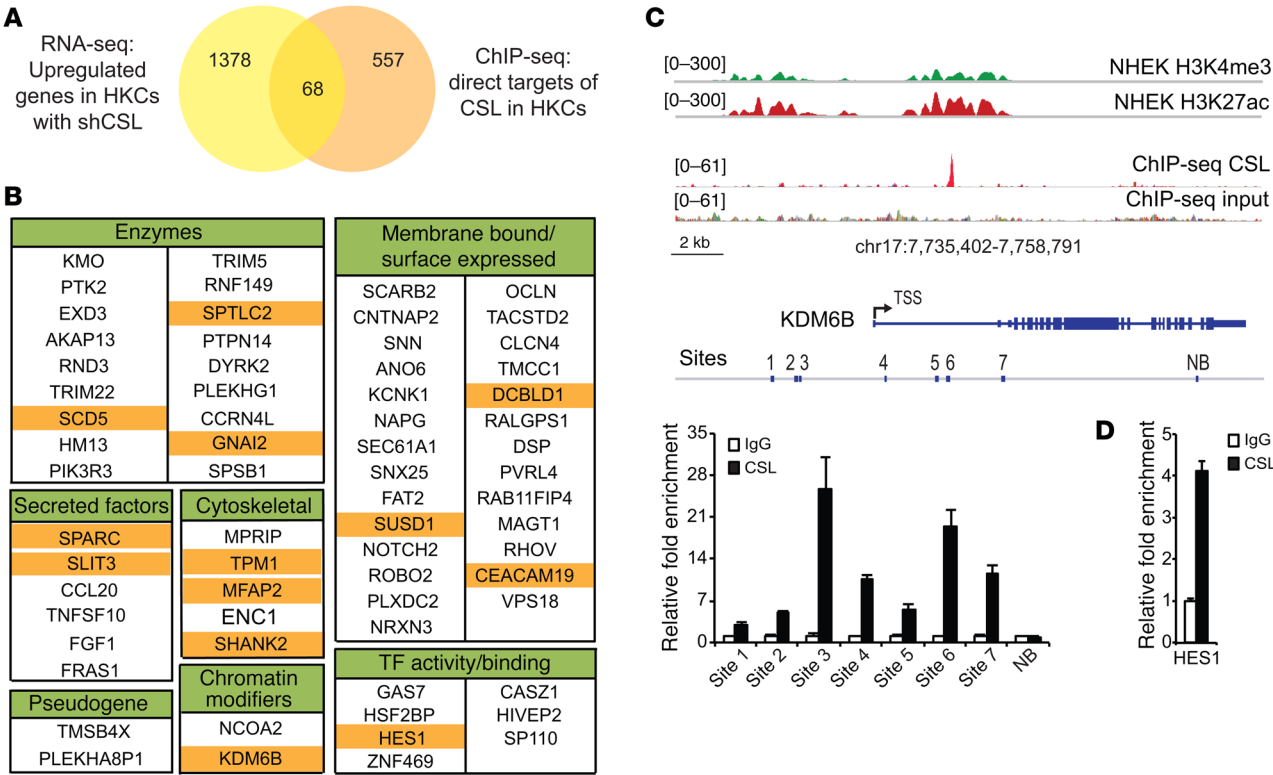 A
RNA-seq:
Upregulated
genes in HKCs
with shCSL
1378
68
557
ChIP-seq:
direct targets of
CSL in HKCs
B
Enzymes
KMO
PTK2
EXD3
AKAP13
RND3
TRIM22
SCD5
HM13
PIK3R3
TRIM5
RNF149
SPTLC2
PTPN14
DYRK2
PLEKHG1
CCRN4L
GNAI2
SPSB1
Secreted factors
SPARC
SLIT3
CCL20
TNFSF10
FGF1
FRAS1
Pseudogene
TMSB4X
PLEKHA8P1
Cytoskeletal
MPRIP
TPM1
MFAP2
ENC1
SHANK2
Chromatin
modifiers
NCOA2
KDM6B
Membrane bound/
surface expressed
SCARB2
CNTNAP2
SNN
ANO6
KCNK1
NAPG
SEC61A1
SNX25
FAT2
SUSD1
NOTCH2
ROBO2
PLXDC2
NRXN3
OCLN
TACSTD2
CLCN4
TMCC1
DCBLD1
RALGPS1
DSP
PVRL4
RAB11FIP4
MAGT1
RHOV
CEACAM19
VPS18
TF activity/binding
GAS7
HSF2BP
HES1
ZNF469
CASZ1
HIVEP2
SP110
C
[0–300] NHEK H3K4me3
[0–300] NHEK H3K27ac
[0–61] ChIP-seq CSL
[0–61] ChIP-seq input
2 kb chr17:7,735,402-7,758,791
TSS
KDM6B
Sites 1 2 3 4 5 6 7 NB
Relative fold enrichment
35
28
21
14
7
0
IgG
CSL
Site 1 Site 2 Site 3 Site 4 Site 5 Site 6 Site 7 NB
D
Relative fold enrichment
5
4
3
2
1
0
IgG
CSL
HES1